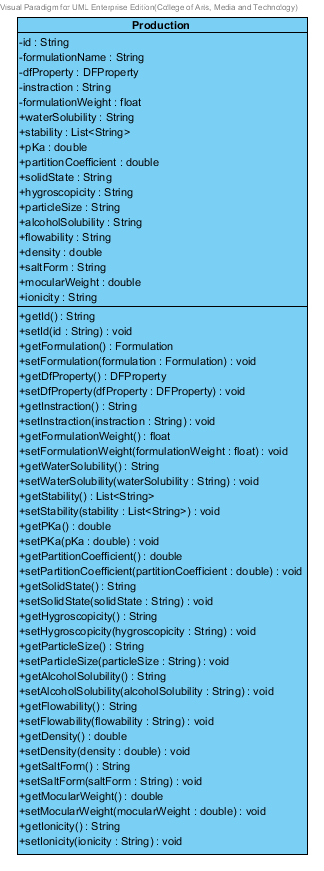 Visual Paradigm for UML Enterprise Edition(College of Arts, Media and Technology)
Production
-id : String
-formulationName : String
-dfProperty : DFProperty
-instraction : String
-formulationWeight : float
+waterSolubility : String
+stability : List<String>
+pKa : double
+partitionCoefficient : double
+solidState : String
+hygroscopicity : String
+particleSize : String
+alcoholSolubility : String
+flowability : String
+density : double
+saltForm : String
+mocularWeight : double
+ionicity : String
+getId() : String
+setId(id : String) : void
+getFormulation() : Formulation
+setFormulation(formulation : Formulation) : void
+getDfProperty() : DFProperty
+setDfProperty(dfProperty : DFProperty) : void
+getInstraction() : String
+setInstraction(instraction : String) : void
+getFormulationWeight() : float
+setFormulationWeight(formulationWeight : float) : void
+getWaterSolubility() : String
+setWaterSolubility(waterSolubility : String) : void
+getStability() : List<String>
+setStability(stability : List<String>) : void
+getPKa() : double
+setPKa(pKa : double) : void
+getPartitionCoefficient() : double
+setPartitionCoefficient(partitionCoefficient : double) : void
+getSolidState() : String
+setSolidState(solidState : String) : void
+getHygroscopicity() : String
+setHygroscopicity(hygroscopicity : String) : void
+getParticleSize() : String
+setParticleSize(particleSize : String) : void
+getAlcoholSolubility() : String
+setAlcoholSolubility(alcoholSolubility : String) : void
+getFlowability() : String
+setFlowability(flowability : String) : void
+getDensity() : double
+setDensity(density : double) : void
+getSaltForm() : String
+setSaltForm(saltForm : String) : void
+getMocularWeight() : double
+setMocularWeight(mocularWeight : double) : void
+getIonicity() : String
+setIonicity(ionicity : String) : void